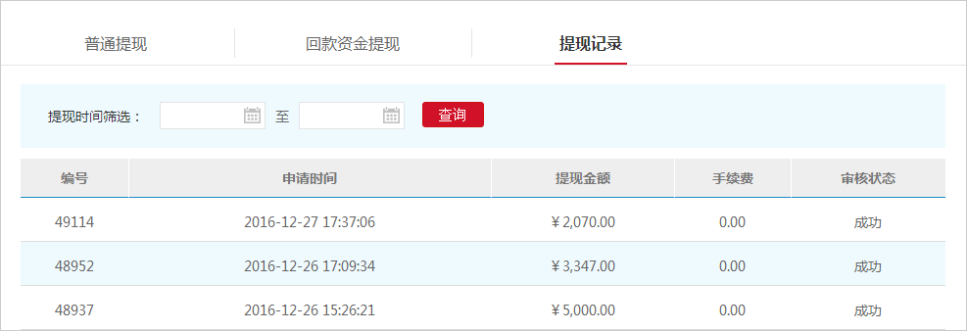 普通提现 回款资金提现 提现记录
提现时间筛选： 至 查询
编号 申请时间 提现金额 手续费 审核状态
49114 2016-12-27 17:37:06 ¥2,070.00 0.00 成功
48952 2016-12-26 17:09:34 ¥3,347.00 0.00 成功
48937 2016-12-26 15:26:21 ¥5,000.00 0.00 成功